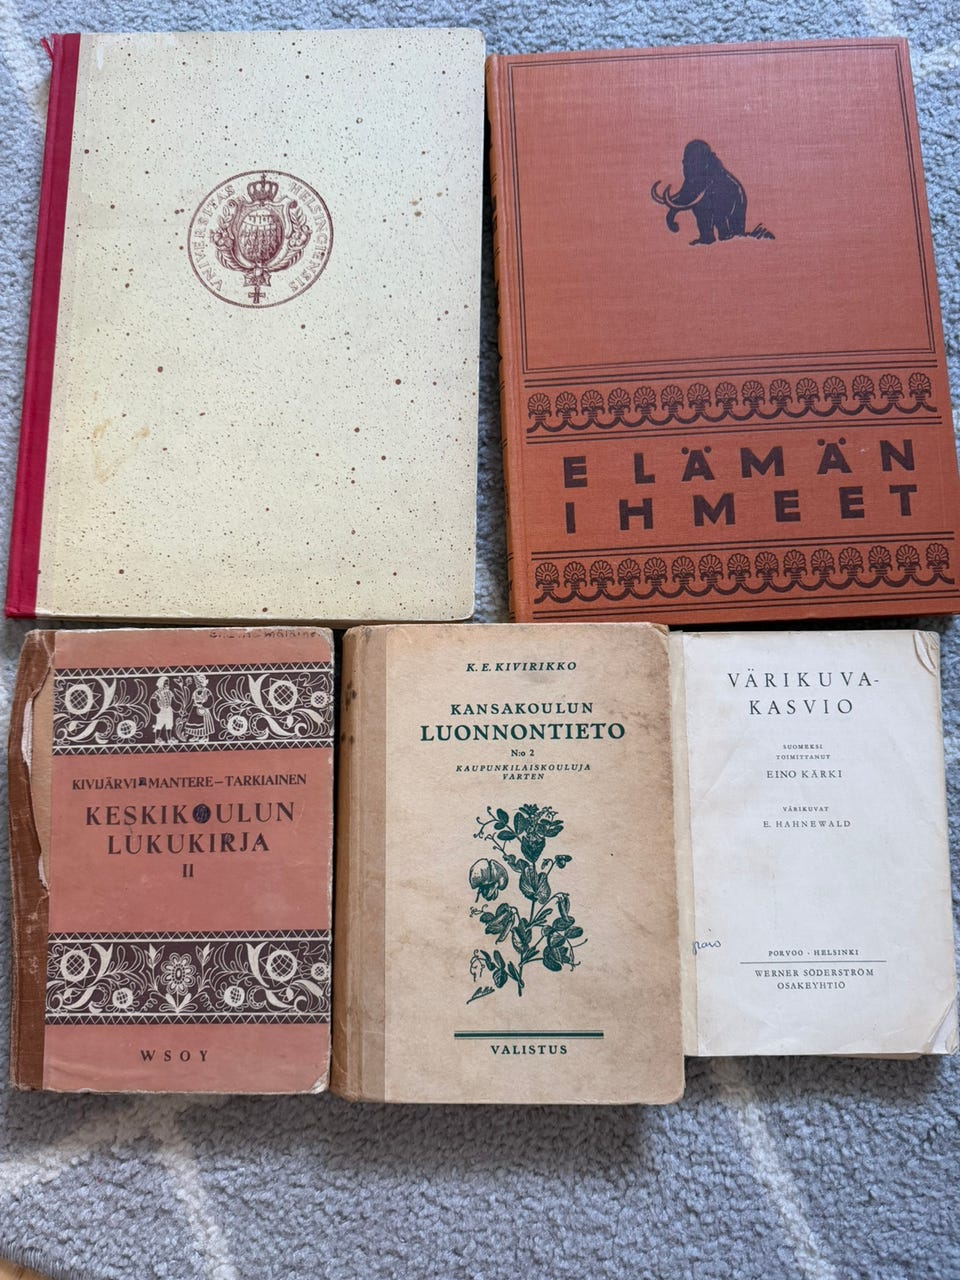 UNIVERSITAS HELSINGIENSIS
ELÄMÄN
IHMEET
KIVIJÄRVI–MANTERE–TARKIAINEN
KESKIKOULUN
LUKUKIRJA
II
WSOY
K. E. KIVIRIKKO
KANSAKOULUN
LUONNONTIETO
N:o 2
KAUPUNKILAISKOULUJA
VARTEN
VALISTUS
VÄRIKUVA-
KASVIO
SUOMEKSI
TOIMITTANUT
EINO KÄRKI
VÄRIKUVAT
E. HAHNEWALD
PORVOO · HELSINKI
WERNER SÖDERSTRÖM
OSAKEYHTIÖ